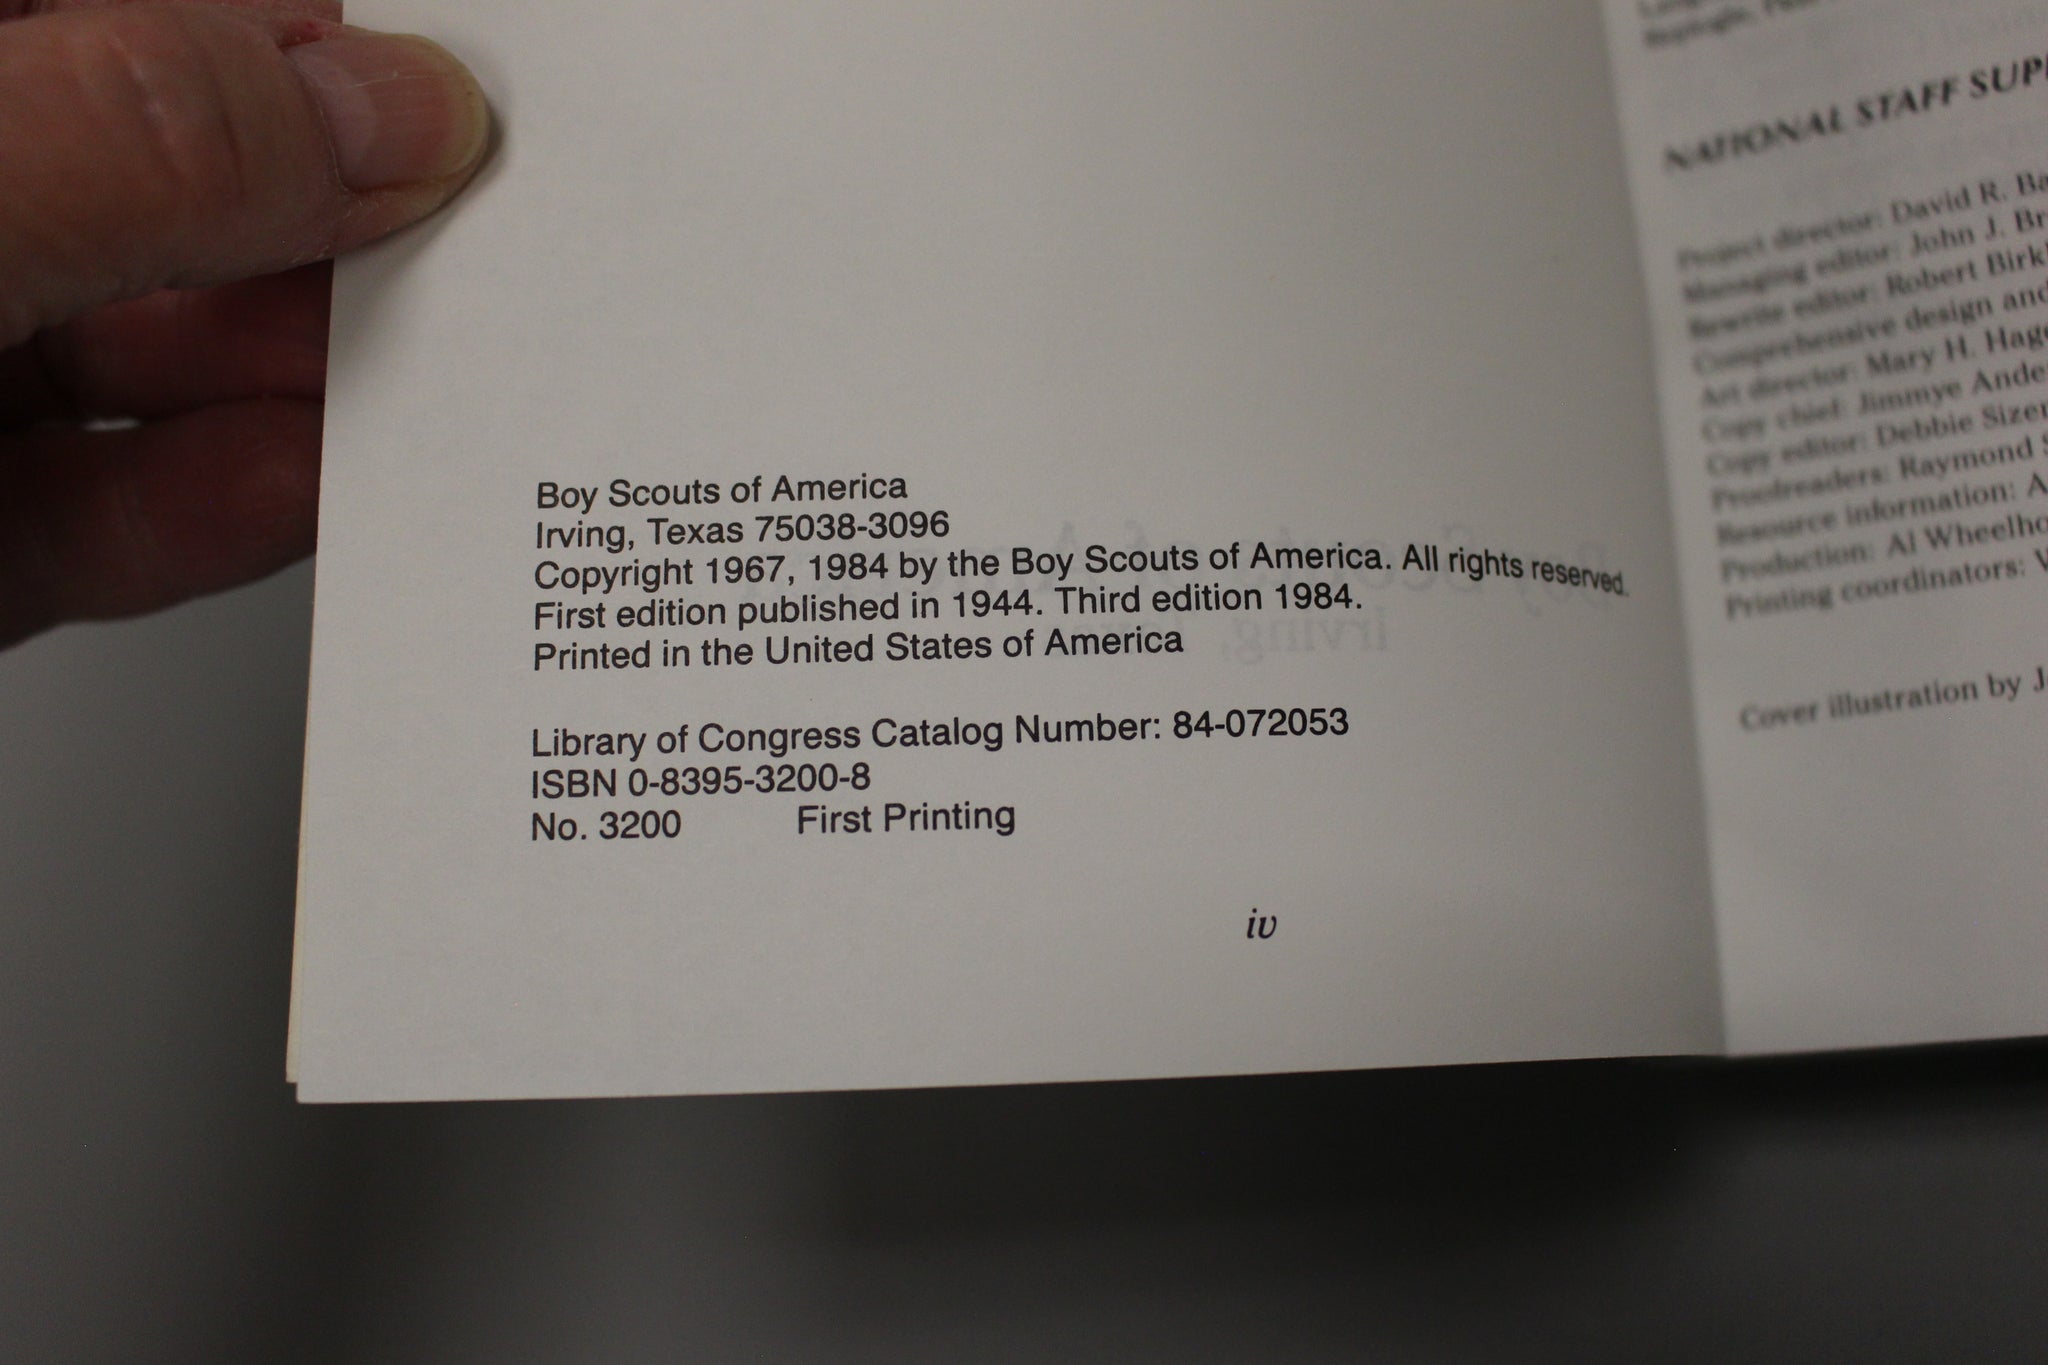 Boy Scouts of America
Irving, Texas 75038-3096
Copyright 1967, 1984 by the Boy Scouts of America. All rights reserved.
First edition published in 1944. Third edition 1984.
Printed in the United States of America
Library of Congress Catalog Number: 84-072053
ISBN 0-8395-3200-8
No. 3200 First Printing
iv
NATIONAL STAFF
Project director: David R.
Managing editor: John J.
Rewrite editor: Robert
Comprehensive design and
Art director: Mary H.
Copy chief: Jimmye
Copy editor: Debbie
Proofreaders: Raymond
Resource information:
Production: Al
Printing coordinators:
Cover illustration by